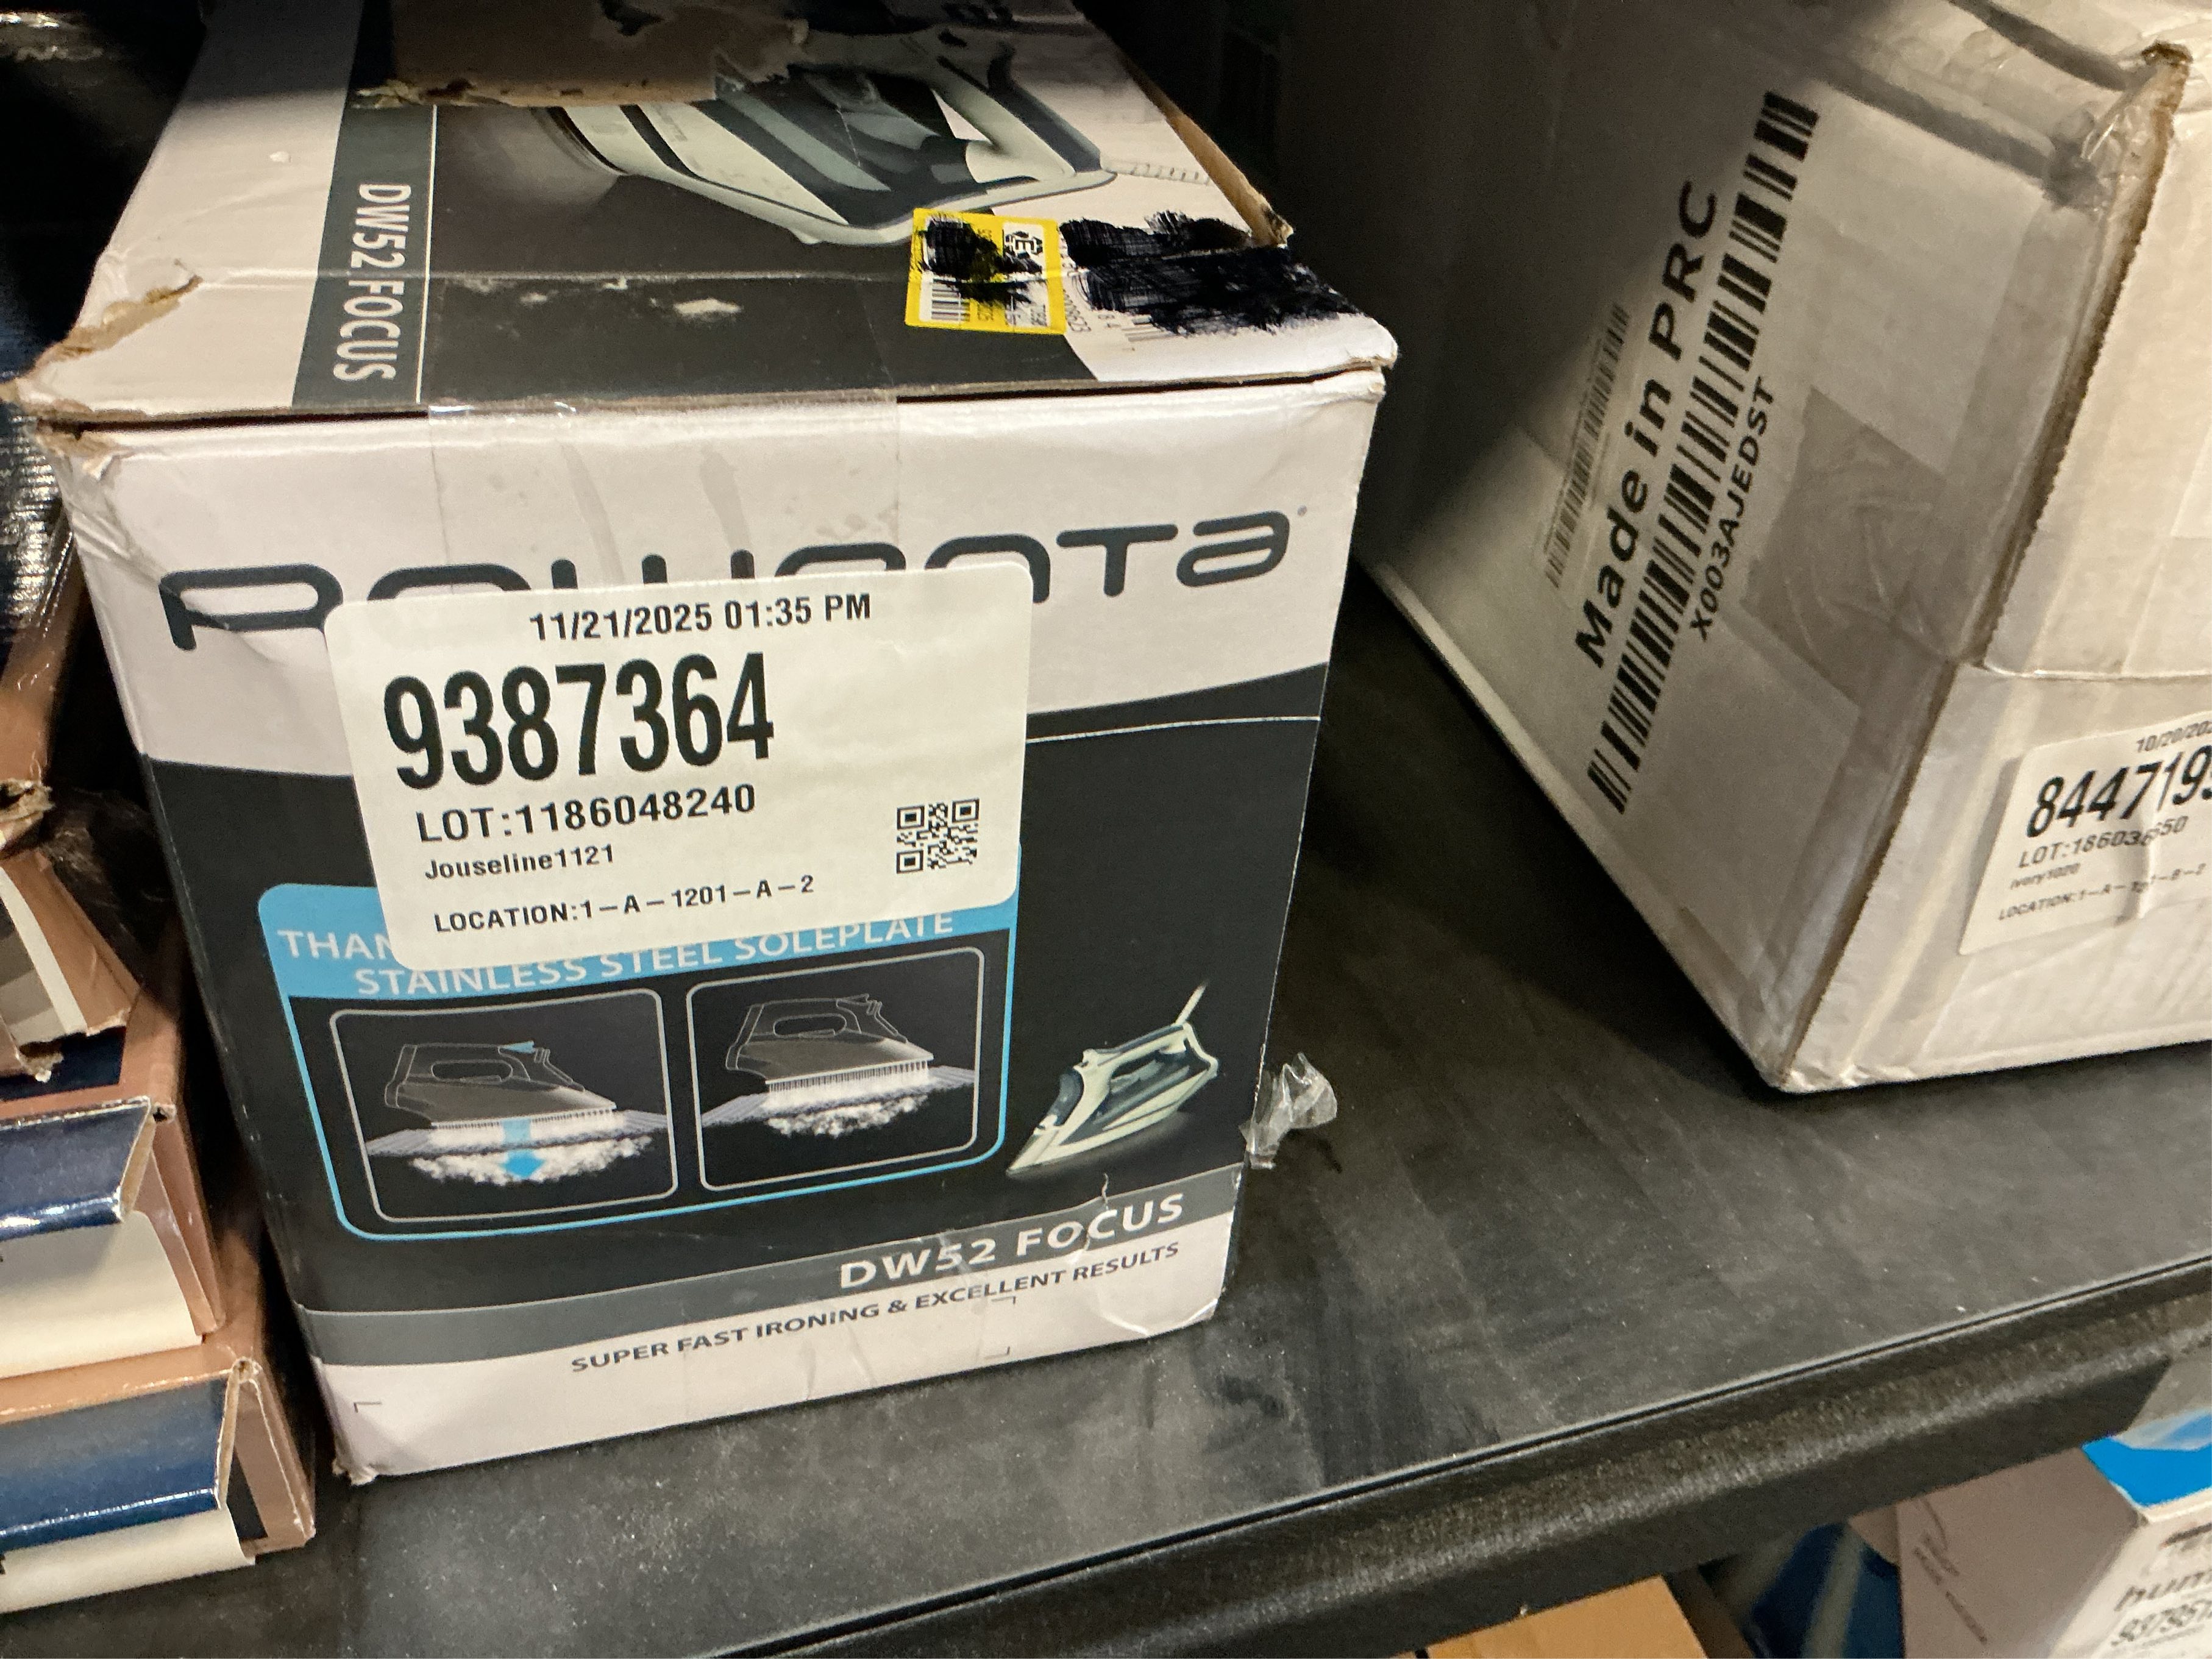 DW52 FOCUS
Rowenta
11/21/2025 01:35 PM
9387364
LOT:1186048240
Jouseline1121
LOCATION:1-A-1201-A-2
STAINLESS STEEL SOLEPLATE
DW52 FOCUS
SUPER FAST IRONING & EXCELLENT RESULTS
Made in PRC
X003AJEDST